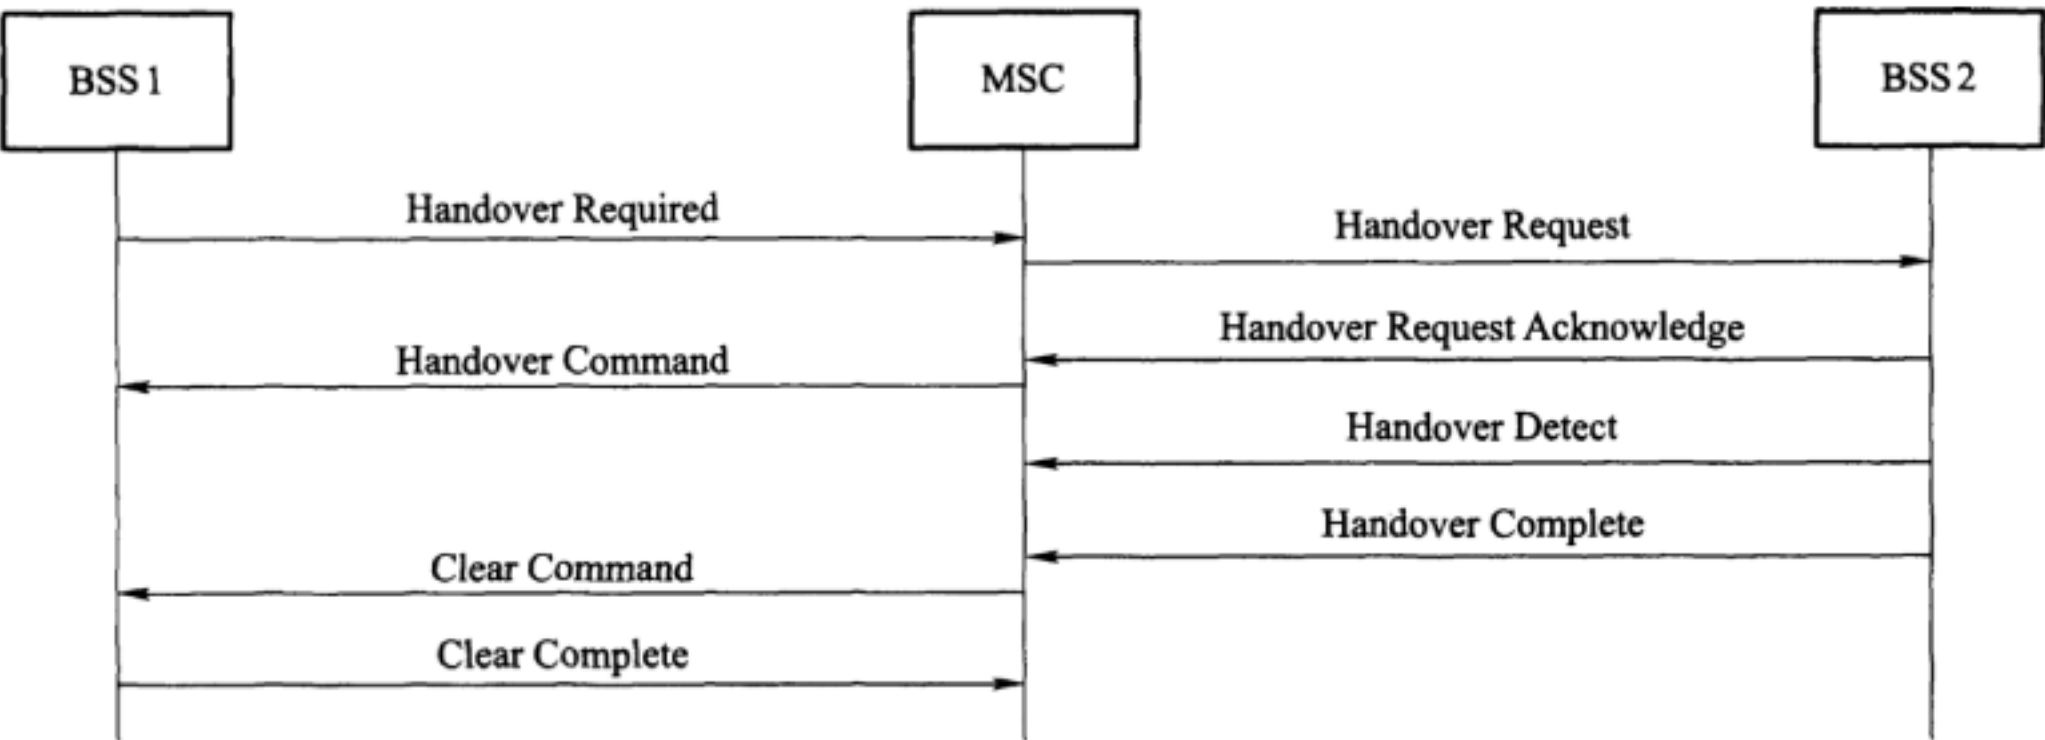 BSS 1
MSC
BSS 2
Handover Required
Handover Request
Handover Request Acknowledge
Handover Command
Handover Detect
Handover Complete
Clear Command
Clear Complete